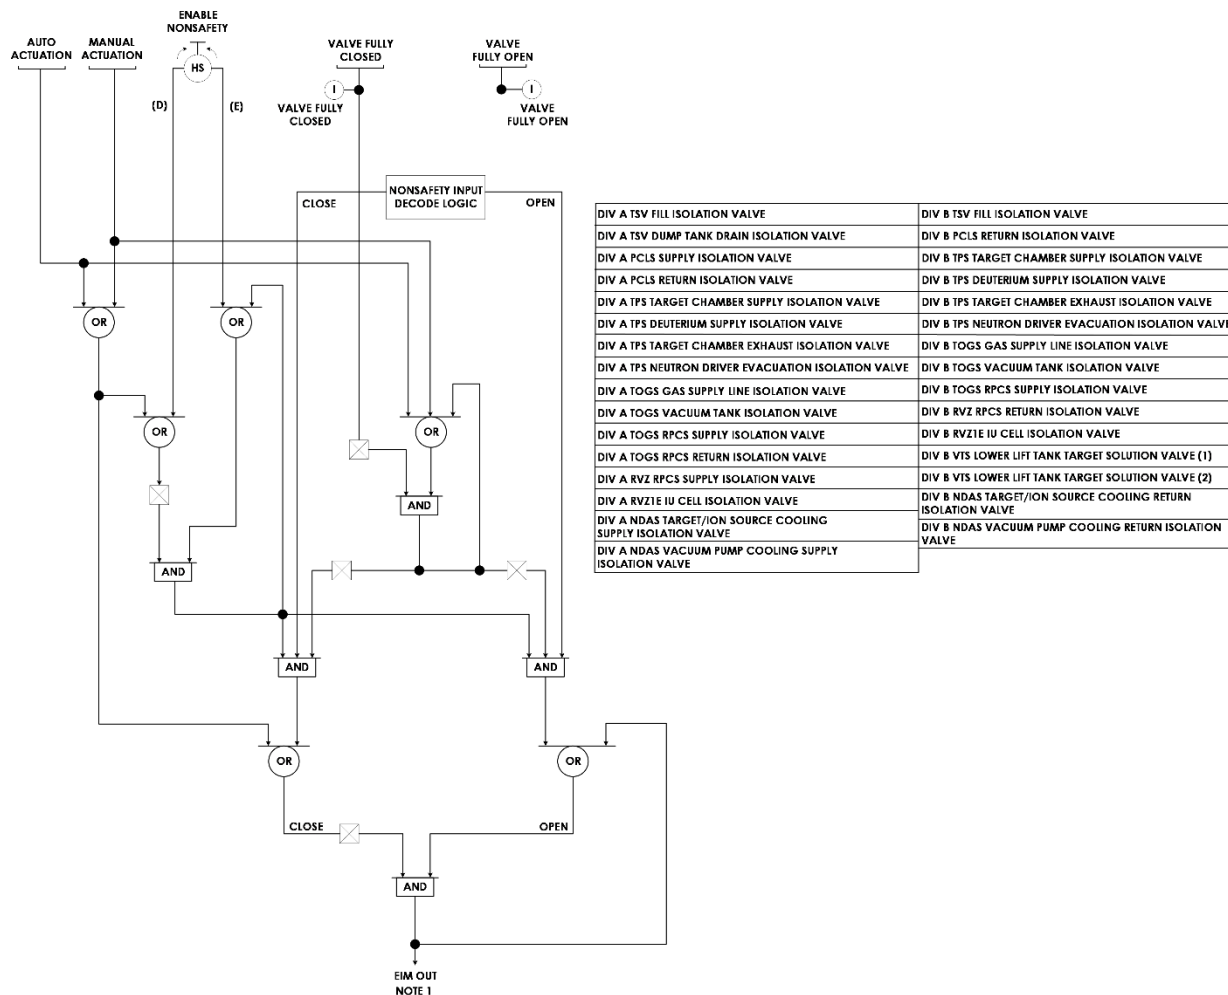 ENABLE
NONSAFETY
AUTO
ACTUATION
MANUAL
ACTUATION
HS
VALVE FULLY
CLOSED
VALVE
FULLY OPEN
I
VALVE FULLY
CLOSED
I
VALVE
FULLY OPEN
(D)
(E)
NONSAFETY INPUT
DECODE LOGIC
CLOSE
OPEN
OR
OR
OR
OR
AND
AND
AND
AND
OR
OR
CLOSE
OPEN
AND
EIM OUT
NOTE 1
DIV A TSV FILL ISOLATION VALVE
DIV A TSV DUMP TANK DRAIN ISOLATION VALVE
DIV A PCLS SUPPLY ISOLATION VALVE
DIV A PCLS RETURN ISOLATION VALVE
DIV A TPS TARGET CHAMBER SUPPLY ISOLATION VALVE
DIV A TPS DEUTERIUM SUPPLY ISOLATION VALVE
DIV A TPS TARGET CHAMBER EXHAUST ISOLATION VALVE
DIV A TPS NEUTRON DRIVER EVACUATION ISOLATION VALVE
DIV A TOGS GAS SUPPLY LINE ISOLATION VALVE
DIV A TOGS VACUUM TANK ISOLATION VALVE
DIV A TOGS RPCS SUPPLY ISOLATION VALVE
DIV A TOGS RPCS RETURN ISOLATION VALVE
DIV A RVZ RPCS SUPPLY ISOLATION VALVE
DIV A RVZ1E IU CELL ISOLATION VALVE
DIV A NDAS TARGET/ION SOURCE COOLING
SUPPLY ISOLATION VALVE
DIV A NDAS VACUUM PUMP COOLING SUPPLY
ISOLATION VALVE
DIV B TSV FILL ISOLATION VALVE
DIV B PCLS RETURN ISOLATION VALVE
DIV B TPS TARGET CHAMBER SUPPLY ISOLATION VALVE
DIV B TPS DEUTERIUM SUPPLY ISOLATION VALVE
DIV B TPS TARGET CHAMBER EXHAUST ISOLATION VALVE
DIV B TPS NEUTRON DRIVER EVACUATION ISOLATION VALVE
DIV B TOGS GAS SUPPLY LINE ISOLATION VALVE
DIV B TOGS VACUUM TANK ISOLATION VALVE
DIV B TOGS RPCS SUPPLY ISOLATION VALVE
DIV B RVZ RPCS RETURN ISOLATION VALVE
DIV B RVZ1E IU CELL ISOLATION VALVE
DIV B VTS LOWER LIFT TANK TARGET SOLUTION VALVE (1)
DIV B VTS LOWER LIFT TANK TARGET SOLUTION VALVE (2)
DIV B NDAS TARGET/ION SOURCE COOLING RETURN
ISOLATION VALVE
DIV B NDAS VACUUM PUMP COOLING RETURN ISOLATION
VALVE